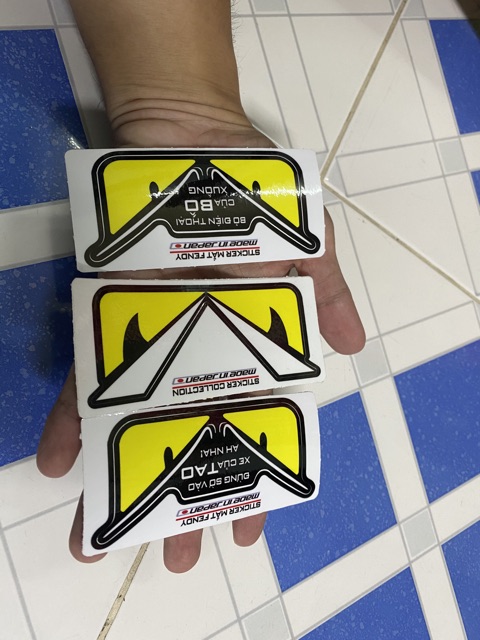 STICKER MẮT FENDY
made in Japan
ĐỪNG SỜ VÀO
XE CỦA TAO
AH NHA!
STICKER COLLECTION
made in Japan
STICKER MẮT FENDY
made in Japan
BỎ ĐIỆN THOẠI
CỦA BỐ
XUỐNG